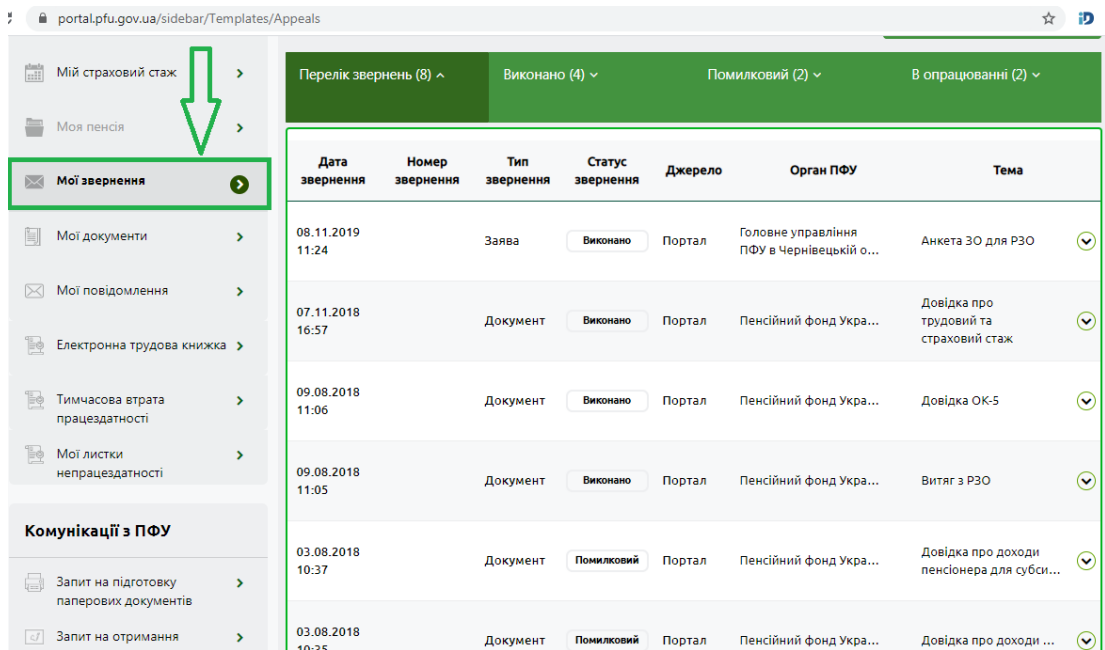 portal.pfu.gov.ua/sidebar/Templates/Appeals
Мій страховий стаж
Моя пенсія
Мої звернення
Мої документи
Мої повідомлення
Електронна трудова книжка
Тимчасова втрата
працездатності
Мої листки
непрацездатності
Комунікації з ПФУ
Запит на підготовку
паперових документів
Запит на отримання
Перелік звернень (8) Виконано (4) Помилковий (2) В опрацюванні (2)
Дата
звернення
Номер
звернення
Тип
звернення
Статус
звернення
Джерело
Орган ПФУ
Тема
08.11.2019
11:24
Заява
Виконано
Портал
Головне управління
ПФУ в Чернівецькій о...
Анкета ЗО для РЗО
07.11.2018
16:57
Документ
Виконано
Портал
Пенсійний фонд Укра...
Довідка про
трудовий та
страховий стаж
09.08.2018
11:06
Документ
Виконано
Портал
Пенсійний фонд Укра...
Довідка ОК-5
09.08.2018
11:05
Документ
Виконано
Портал
Пенсійний фонд Укра...
Витяг з РЗО
03.08.2018
10:37
Документ
Помилковий
Портал
Пенсійний фонд Укра...
Довідка про доходи
пенсіонера для субси...
03.08.2018
10:35
Документ
Помилковий
Портал
Пенсійний фонд Укра...
Довідка про доходи ...